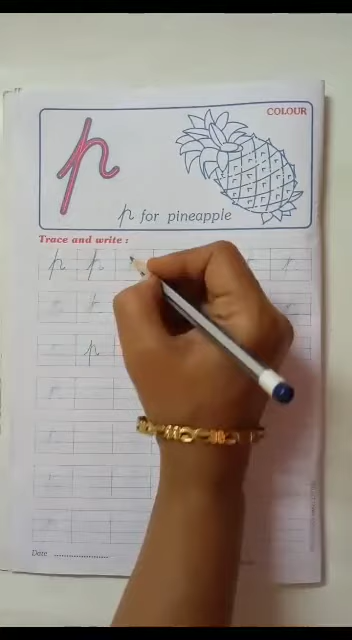 COLOUR
p
p for pineapple
Trace and write :
p p
p
Date